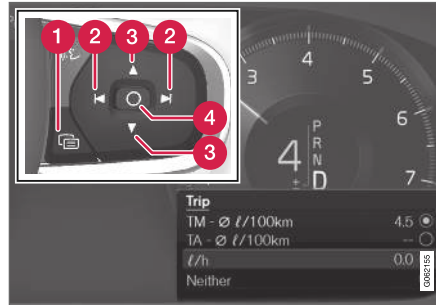 1
2
3
2
4
3
3
4
5
6
7
4
±
P
R
N
D
Trip
TM - Ø ℓ/100km 4.5
TA - Ø ℓ/100km --
ℓ/h 0.0
Neither
G062155